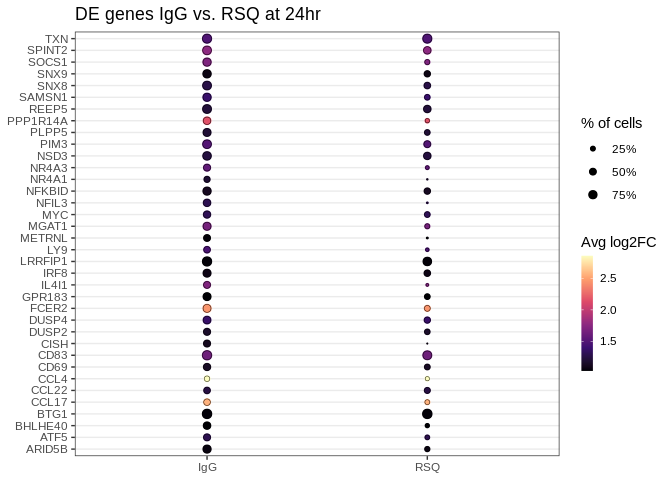 DE genes IgG vs. RSQ at 24hr
TXN
SPINT2
SOCS1
SNX9
SNX8
SAMSN1
REEP5
PPP1R14A
PLPP5
PIM3
NSD3
NR4A3
NR4A1
NFKBID
NFIL3
MYC
MGAT1
METRNL
LY9
LRRFIP1
IRF8
IL4I1
GPR183
FCER2
DUSP4
DUSP2
CISH
CD83
CD69
CCL4
CCL22
CCL17
BTG1
BHLHE40
ATF5
ARID5B
IgG
RSQ
% of cells
25%
50%
75%
Avg log2FC
2.5
2.0
1.5